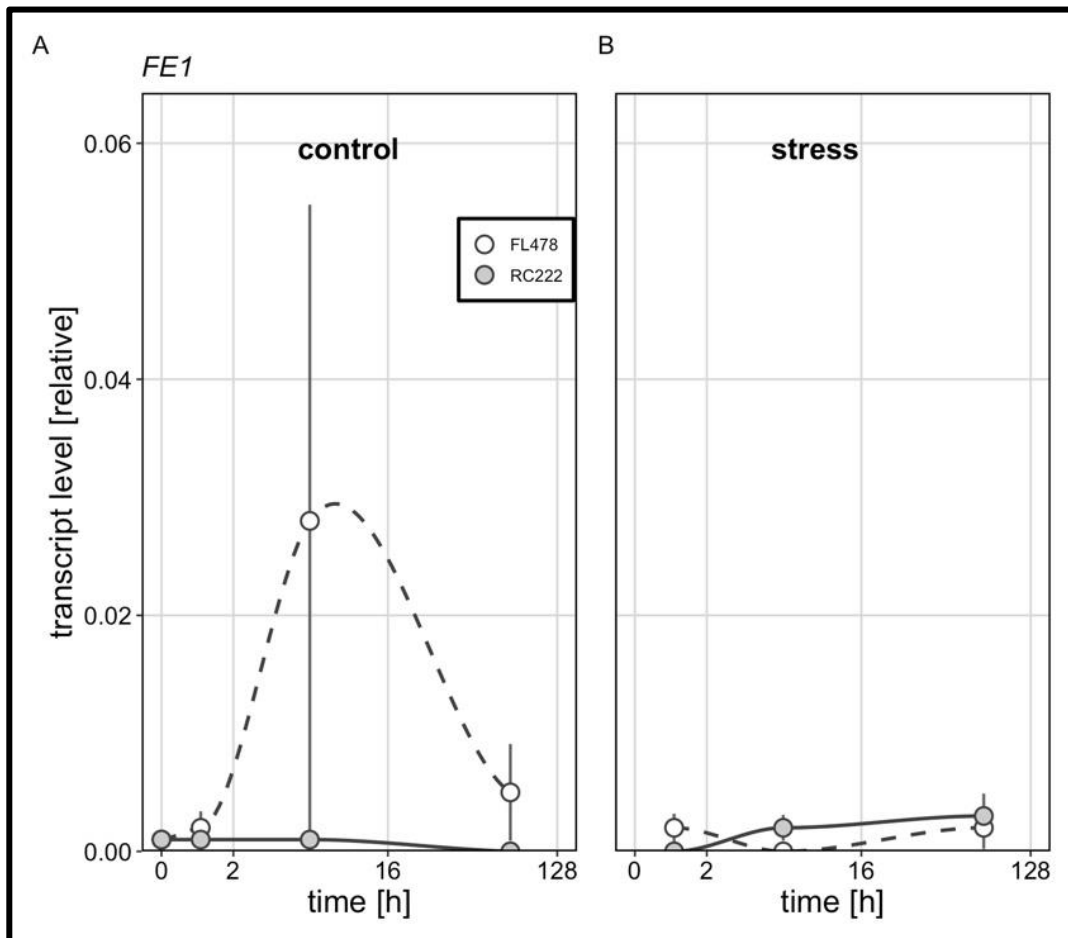 A
B
FE1
control
stress
FL478
RC222
transcript level [relative]
0.06
0.04
0.02
0.00
0 2 16 128
0 2 16 128
time [h]
time [h]